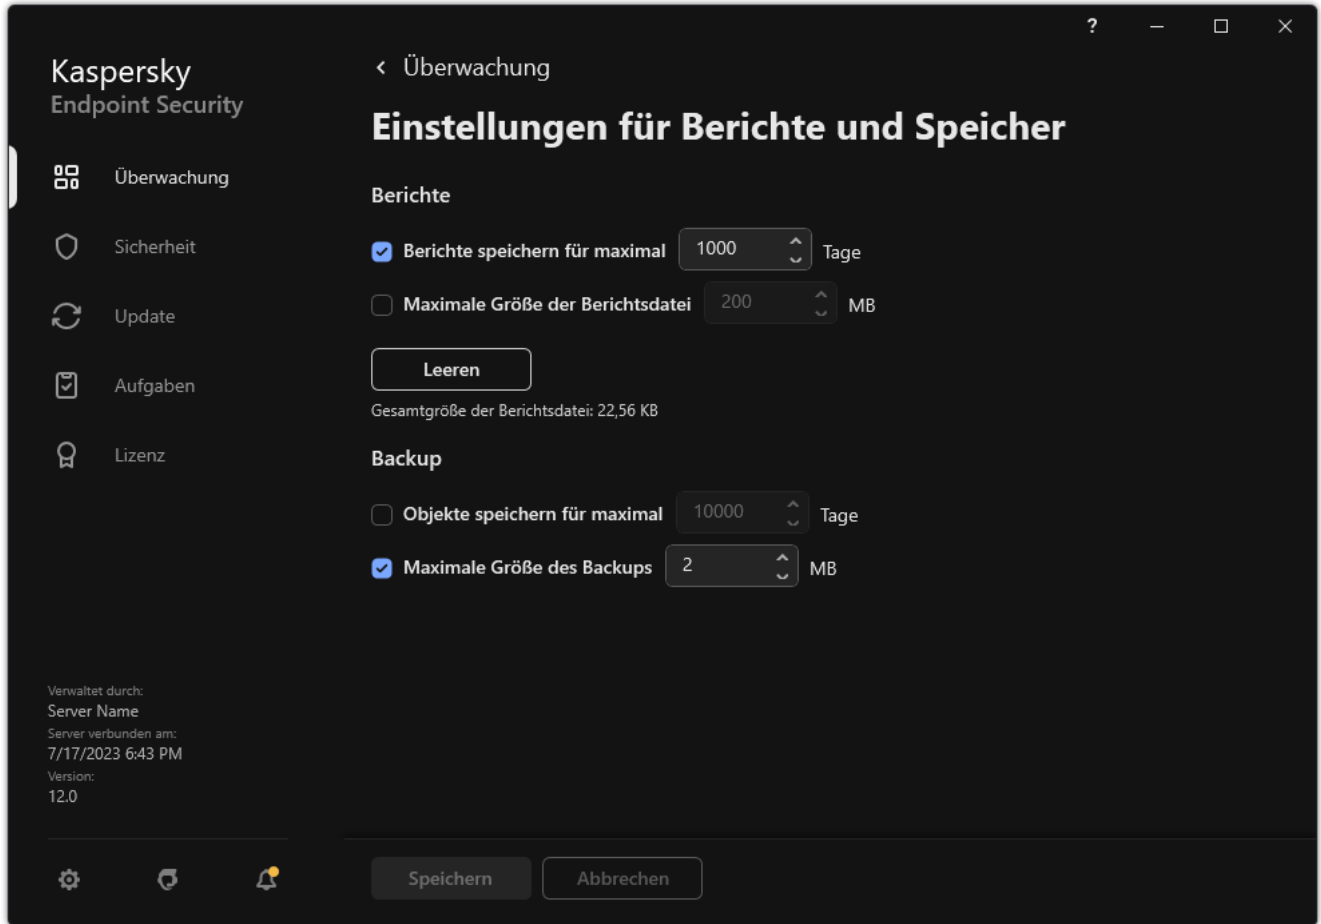 ?
Kaspersky
Endpoint Security
Überwachung
Sicherheit
Update
Aufgaben
Lizenz
Verwaltet durch:
Server Name
Server verbunden am:
7/17/2023 6:43 PM
Version:
12.0
Überwachung
Einstellungen für Berichte und Speicher
Berichte
Berichte speichern für maximal 1000 Tage
Maximale Größe der Berichtsdatei 200 MB
Leeren
Gesamtgröße der Berichtsdatei: 22,56 KB
Backup
Objekte speichern für maximal 10000 Tage
Maximale Größe des Backups 2 MB
Speichern Abbrechen